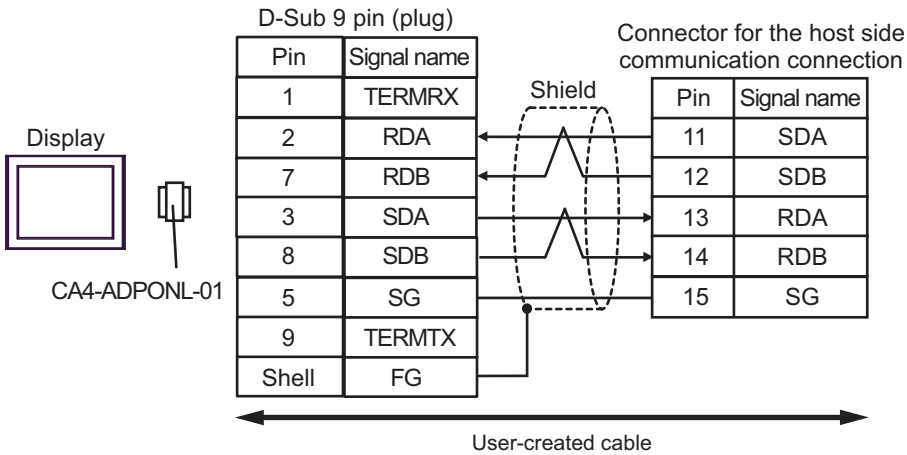 D-Sub 9 pin (plug)
Connector for the host side
communication connection
Pin Signal name
1 TERMRX
2 RDA
7 RDB
3 SDA
8 SDB
5 SG
9 TERMTX
Shell FG
Shield
Pin Signal name
11 SDA
12 SDB
13 RDA
14 RDB
15 SG
Display
CA4-ADPONL-01
User-created cable